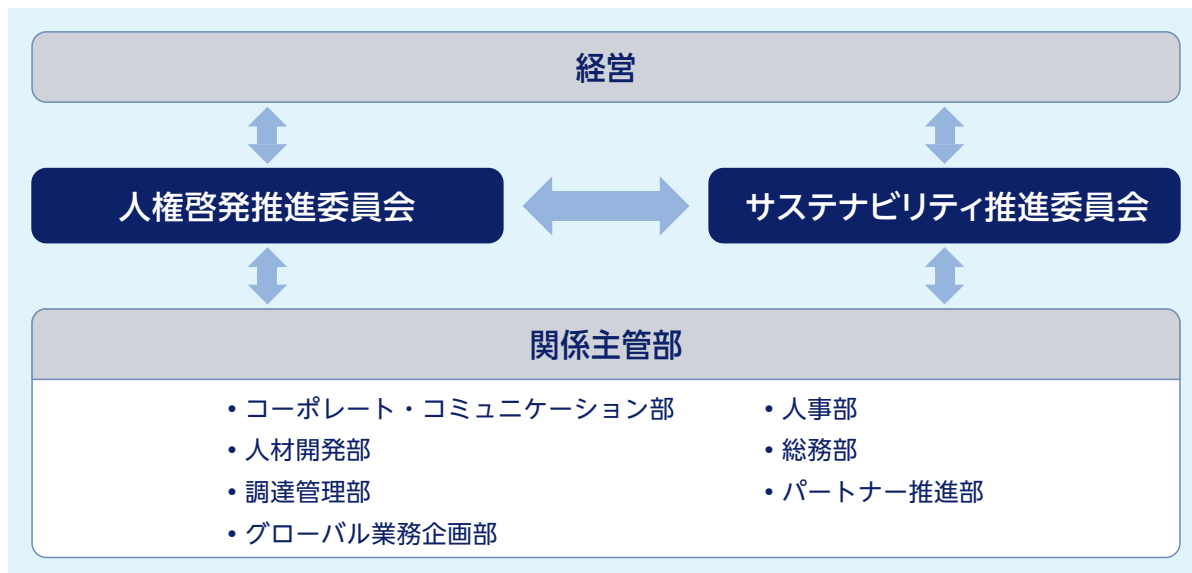 経営
人権啓発推進委員会
サステナビリティ推進委員会
関係主管部
• コーポレート・コミュニケーション部
• 人材開発部
• 調達管理部
• グローバル業務企画部
• 人事部
• 総務部
• パートナー推進部